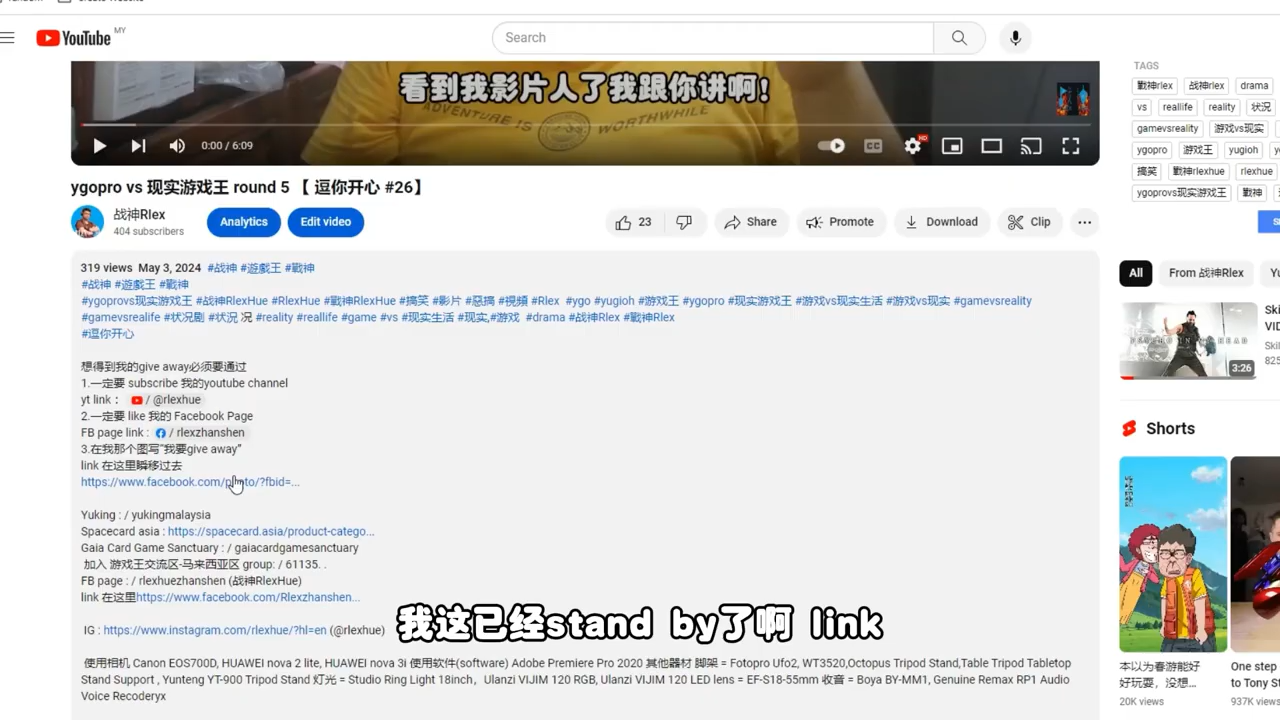 Create Website
YouTube MY
Search
看到我影片人了我跟你讲啊!
ADVENTURE IS
WORTHWHILE
0:00 / 6:09
CC
HD
ygopro vs 现实游戏王 round 5 【 逗你开心 #26】
战神Rlex
404 subscribers
Analytics
Edit video
23
Share
Promote
Download
Clip
319 views May 3, 2024 #战神 #遊戲王 #戰神
#战神 #遊戲王 #戰神
#ygoprovs现实游戏王 #战神RlexHue #RlexHue #戰神RlexHue #搞笑 #影片 #惡搞 #視頻 #Rlex #ygo #yugioh #游戏王 #ygopro #现实游戏王 #游戏vs现实生活 #游戏vs现实 #gamevsreality
#gamevsrealife #状况剧 #状况 况 #reality #reallife #game #vs #现实生活 #现实,#游戏 #drama #战神Rlex #戰神Rlex
#逗你开心
想得到我的give away必须要通过
1.一定要 subscribe 我的youtube channel
yt link： / @rlexhue
2.一定要 like 我的 Facebook Page
FB page link : / rlexzhanshen
3.在我那个图写"我要give away"
link 在这里瞬移过去
https://www.facebook.com/photo/?fbid=...
Yuking : / yukingmalaysia
Spacecard asia : https://spacecard.asia/product-catego...
Gaia Card Game Sanctuary : / gaiacardgamesanctuary
加入 游戏王交流区-马来西亚区 group: / 61135. .
FB page : / rlexhuezhanshen (战神RlexHue)
link 在这里https://www.facebook.com/Rlexzhanshen...
IG : https://www.instagram.com/rlexhue/?hl=en (@rlexhue)
我这已经stand by了啊 link
使用相机 Canon EOS700D, HUAWEI nova 2 lite, HUAWEI nova 3i 使用软件(software) Adobe Premiere Pro 2020 其他器材 脚架 = Fotopro Ufo2, WT3520,Octopus Tripod Stand,Table Tripod Tabletop
Stand Support , Yunteng YT-900 Tripod Stand 灯光 = Studio Ring Light 18inch， Ulanzi VIJIM 120 RGB, Ulanzi VIJIM 120 LED lens = EF-S18-55mm 收音 = Boya BY-MM1, Genuine Remax RP1 Audio
Voice Recoderyx
TAGS
戰神rlex 战神rlex drama
vs reallife reality 状况
gamevsreality 游戏vs现实
ygopro 游戏王 yugioh
搞笑 戰神rlexhue rlexhue
ygoprovs现实游戏王 戰神
All
From 战神Rlex
3:26
Shorts
本以为春游能好
好玩耍，没想...
20K views
One step
to Tony St
937K views